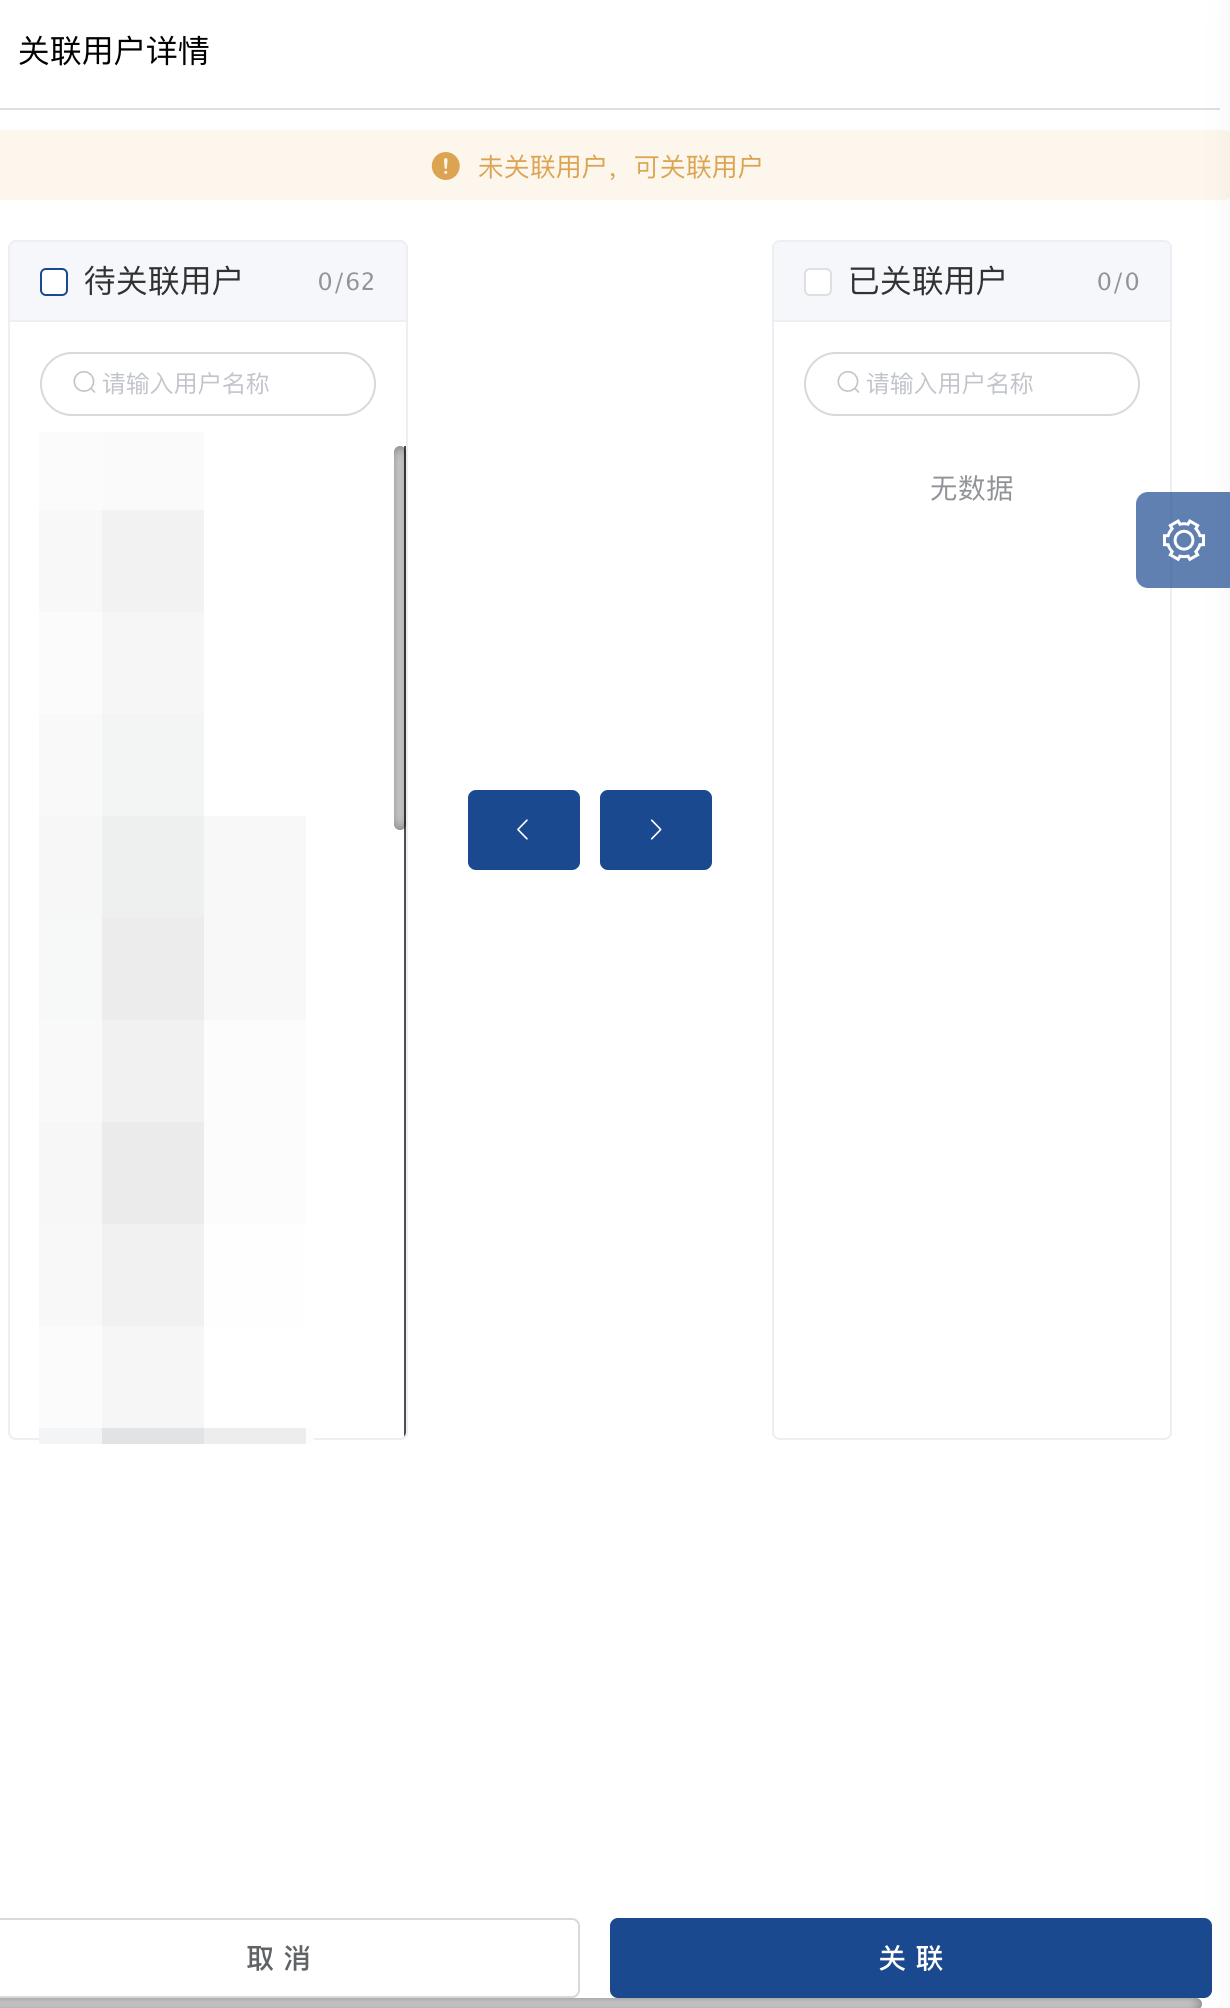 关联用户详情
未关联用户，可关联用户
待关联用户 0/62
请输入用户名称
已关联用户 0/0
请输入用户名称
无数据
取 消
关 联